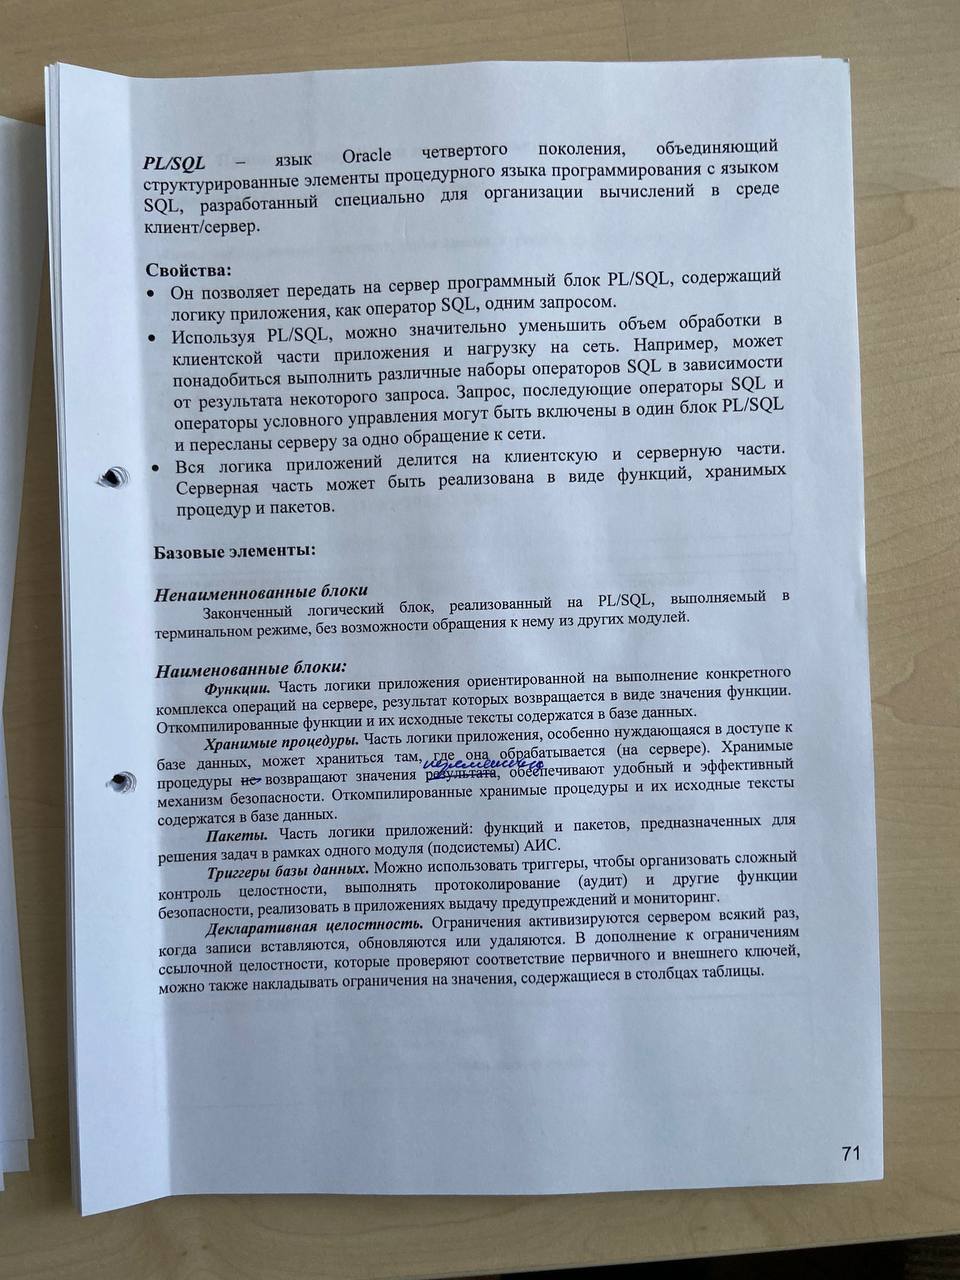 PL/SQL – язык Oracle четвертого поколения, объединяющий
структурированные элементы процедурного языка программирования с языком
SQL, разработанный специально для организации вычислений в среде
клиент/сервер.
Свойства:
• Он позволяет передать на сервер программный блок PL/SQL, содержащий
логику приложения, как оператор SQL, одним запросом.
• Используя PL/SQL, можно значительно уменьшить объем обработки в
клиентской части приложения и нагрузку на сеть. Например, может
понадобиться выполнить различные наборы операторов SQL в зависимости
от результата некоторого запроса. Запрос, последующие операторы SQL и
операторы условного управления могут быть включены в один блок PL/SQL
и пересланы серверу за одно обращение к сети.
• Вся логика приложений делится на клиентскую и серверную части.
Серверная часть может быть реализована в виде функций, хранимых
процедур и пакетов.
Базовые элементы:
Ненаименнованные блоки
Законченный логический блок, реализованный на PL/SQL, выполняемый в
терминальном режиме, без возможности обращения к нему из других модулей.
Наименованные блоки:
Функции. Часть логики приложения ориентированной на выполнение конкретного
комплекса операций на сервере, результат которых возвращается в виде значения функции.
Откомпилированные функции и их исходные тексты содержатся в базе данных.
Хранимые процедуры. Часть логики приложения, особенно нуждающаяся в доступе к
базе данных, может храниться там, где она обрабатывается (на сервере). Хранимые
переменного
процедуры не возвращают значения результата, обеспечивают удобный и эффективный
механизм безопасности. Откомпилированные хранимые процедуры и их исходные тексты
содержатся в базе данных.
Пакеты. Часть логики приложений: функций и пакетов, предназначенных для
решения задач в рамках одного модуля (подсистемы) АИС.
Триггеры базы данных. Можно использовать триггеры, чтобы организовать сложный
контроль целостности, выполнять протоколирование (аудит) и другие функции
безопасности, реализовать в приложениях выдачу предупреждений и мониторинг.
Декларативная целостность. Ограничения активизируются сервером всякий раз,
когда записи вставляются, обновляются или удаляются. В дополнение к ограничениям
ссылочной целостности, которые проверяют соответствие первичного и внешнего ключей,
можно также накладывать ограничения на значения, содержащиеся в столбцах таблицы.
71